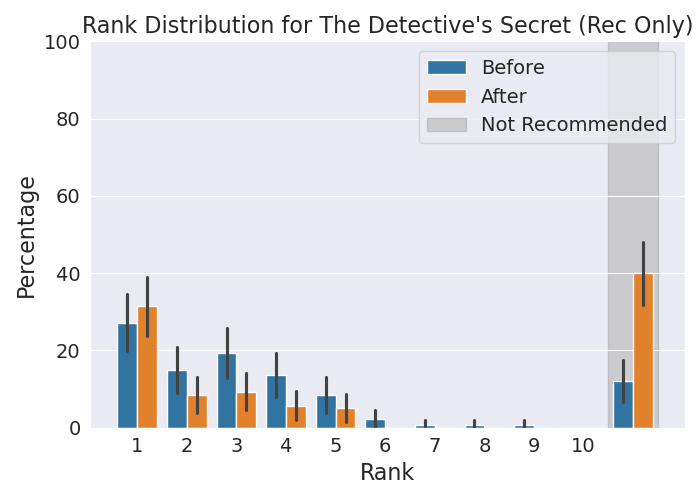 Rank Distribution for The Detective's Secret (Rec Only)
100
80
60
40
20
0
Percentage
Before
After
Not Recommended
1 2 3 4 5 6 7 8 9 10
Rank